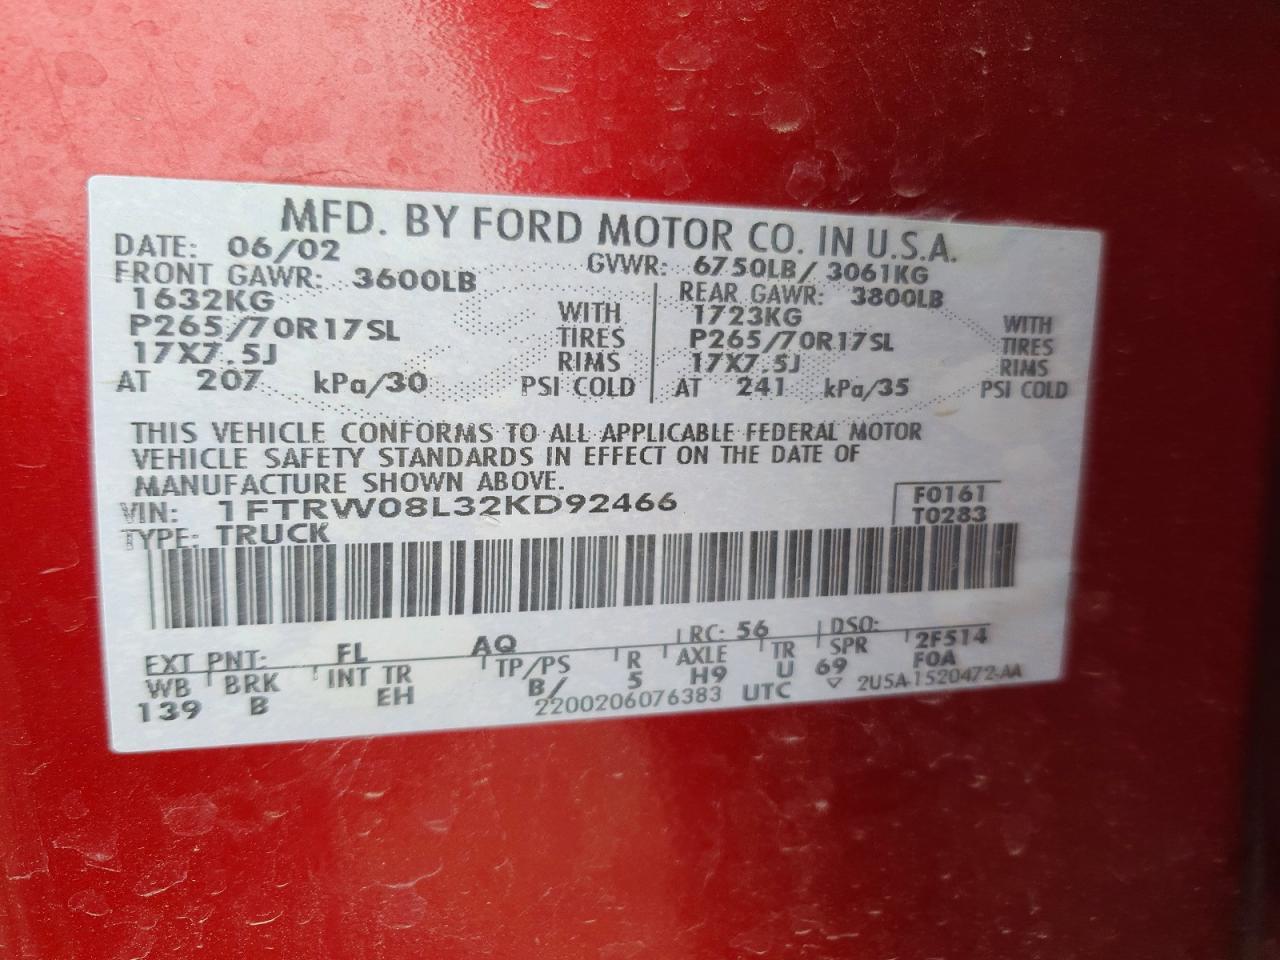 MFD. BY FORD MOTOR CO. IN U.S.A.
DATE: 06/02 GVWR: 6750LB/ 3061KG
FRONT GAWR: 3600LB REAR GAWR: 3800LB
1632KG WITH 1723KG WITH
P265/70R17SL TIRES P265/70R17SL TIRES
17X7.5J RIMS 17X7.5J RIMS
AT 207 kPa/30 PSI COLD AT 241 kPa/35 PSI COLD
THIS VEHICLE CONFORMS TO ALL APPLICABLE FEDERAL MOTOR
VEHICLE SAFETY STANDARDS IN EFFECT ON THE DATE OF
MANUFACTURE SHOWN ABOVE.
VIN: 1FTRW08L32KD92466 F0161
TYPE: TRUCK T0283
EXT PNT: FL AQ RC: 56 DSO: 2F514
WB BRK INT TR TP/PS R AXLE TR SPR F0A
139 B EH B/ 5 H9 U 69
2200206076383 UTC ▽ 2U5A-1520472-AA